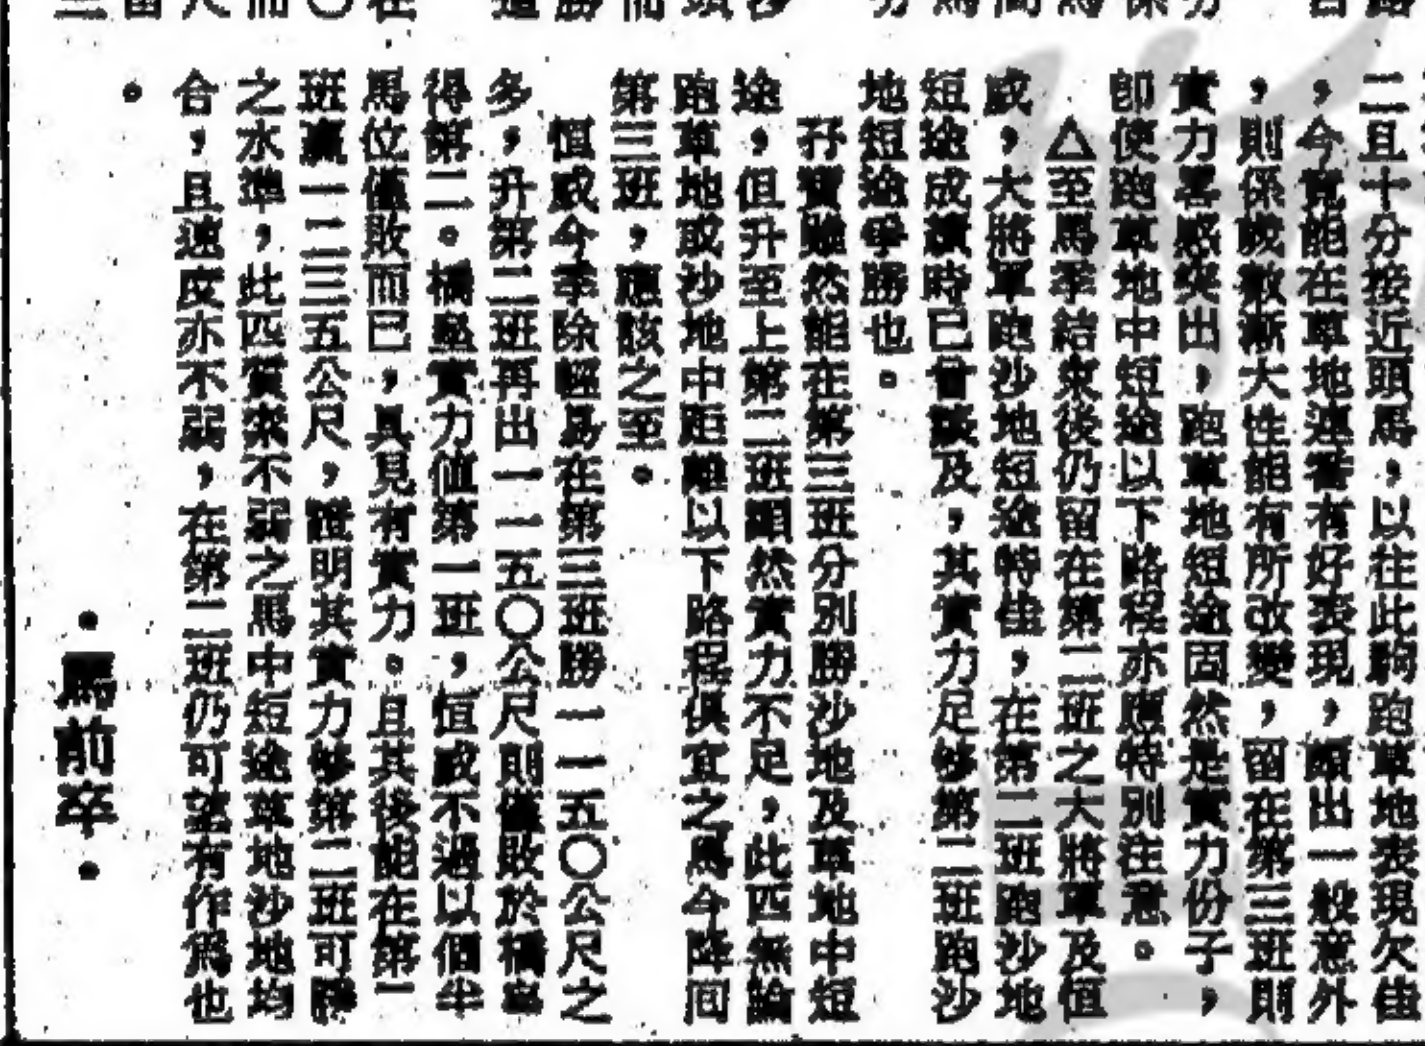 二且十分接近頭馬，以往此駒跑草地表現欠佳
，今竟能在草地連番有好表現，頗出一般意外
，則係歲數漸大性能有所改變，留在第三班則
實力客感突出，跑草地短途固然是實力份子，
即使跑草地中短途以下路程亦應特別注意。
△至馬季結束後仍留在第二班之大將軍及恒
威，大將軍跑沙地短途特佳，在第二班跑沙地
短途成績時已曾談及，其實力足夠第二班跑沙
地短途爭勝也。
孖寶雖然能在第三班分別勝沙地及草地中短
途，但升至上第二班顯然實力不足，此匹無論
跑草地或沙地中距離以下路程俱宜之馬今降回
第三班，應該之至。
恒威今季除輕易在第三班勝一一五〇公尺之
多，升第二班再出一一五〇公尺則僅敗於橋
得第二。橋 實力值第一班，恒威不過以個半
馬位僅敗而已，具見有實力。且其後能在第一
班贏一二三五公尺，證明其實力夠第二班可勝
之水準，此匹質來不弱之馬中短途草地沙地均
合，且速度亦不弱，在第二班仍可望有作為也
。
•馬前卒•